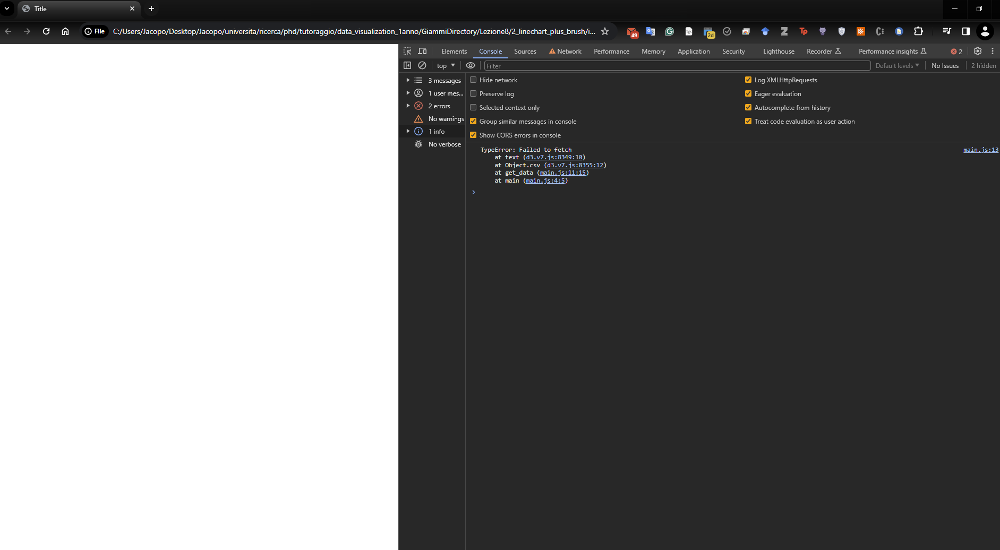 Title
File
C:/Users/Jacopo/Desktop/Jacopo/universita/ricerca/phd/tutoraggio/data_visualization_1anno/GiammiDirectory/Lezione8/2_linechart_plus_brush/i...
49
2d
Tp
Elements Console Sources Network Performance Memory Application Security Lighthouse Recorder Performance insights 2
top Filter Default levels No Issues 2 hidden
3 messages
1 user mes...
2 errors
No warnings
1 info
No verbose
Hide network Log XMLHttpRequests
Preserve log Eager evaluation
Selected context only Autocomplete from history
Group similar messages in console Treat code evaluation as user action
Show CORS errors in console
TypeError: Failed to fetch main.js:13
at text (d3.v7.js:8349:10)
at Object.csv (d3.v7.js:8355:12)
at get_data (main.js:11:15)
at main (main.js:4:5)